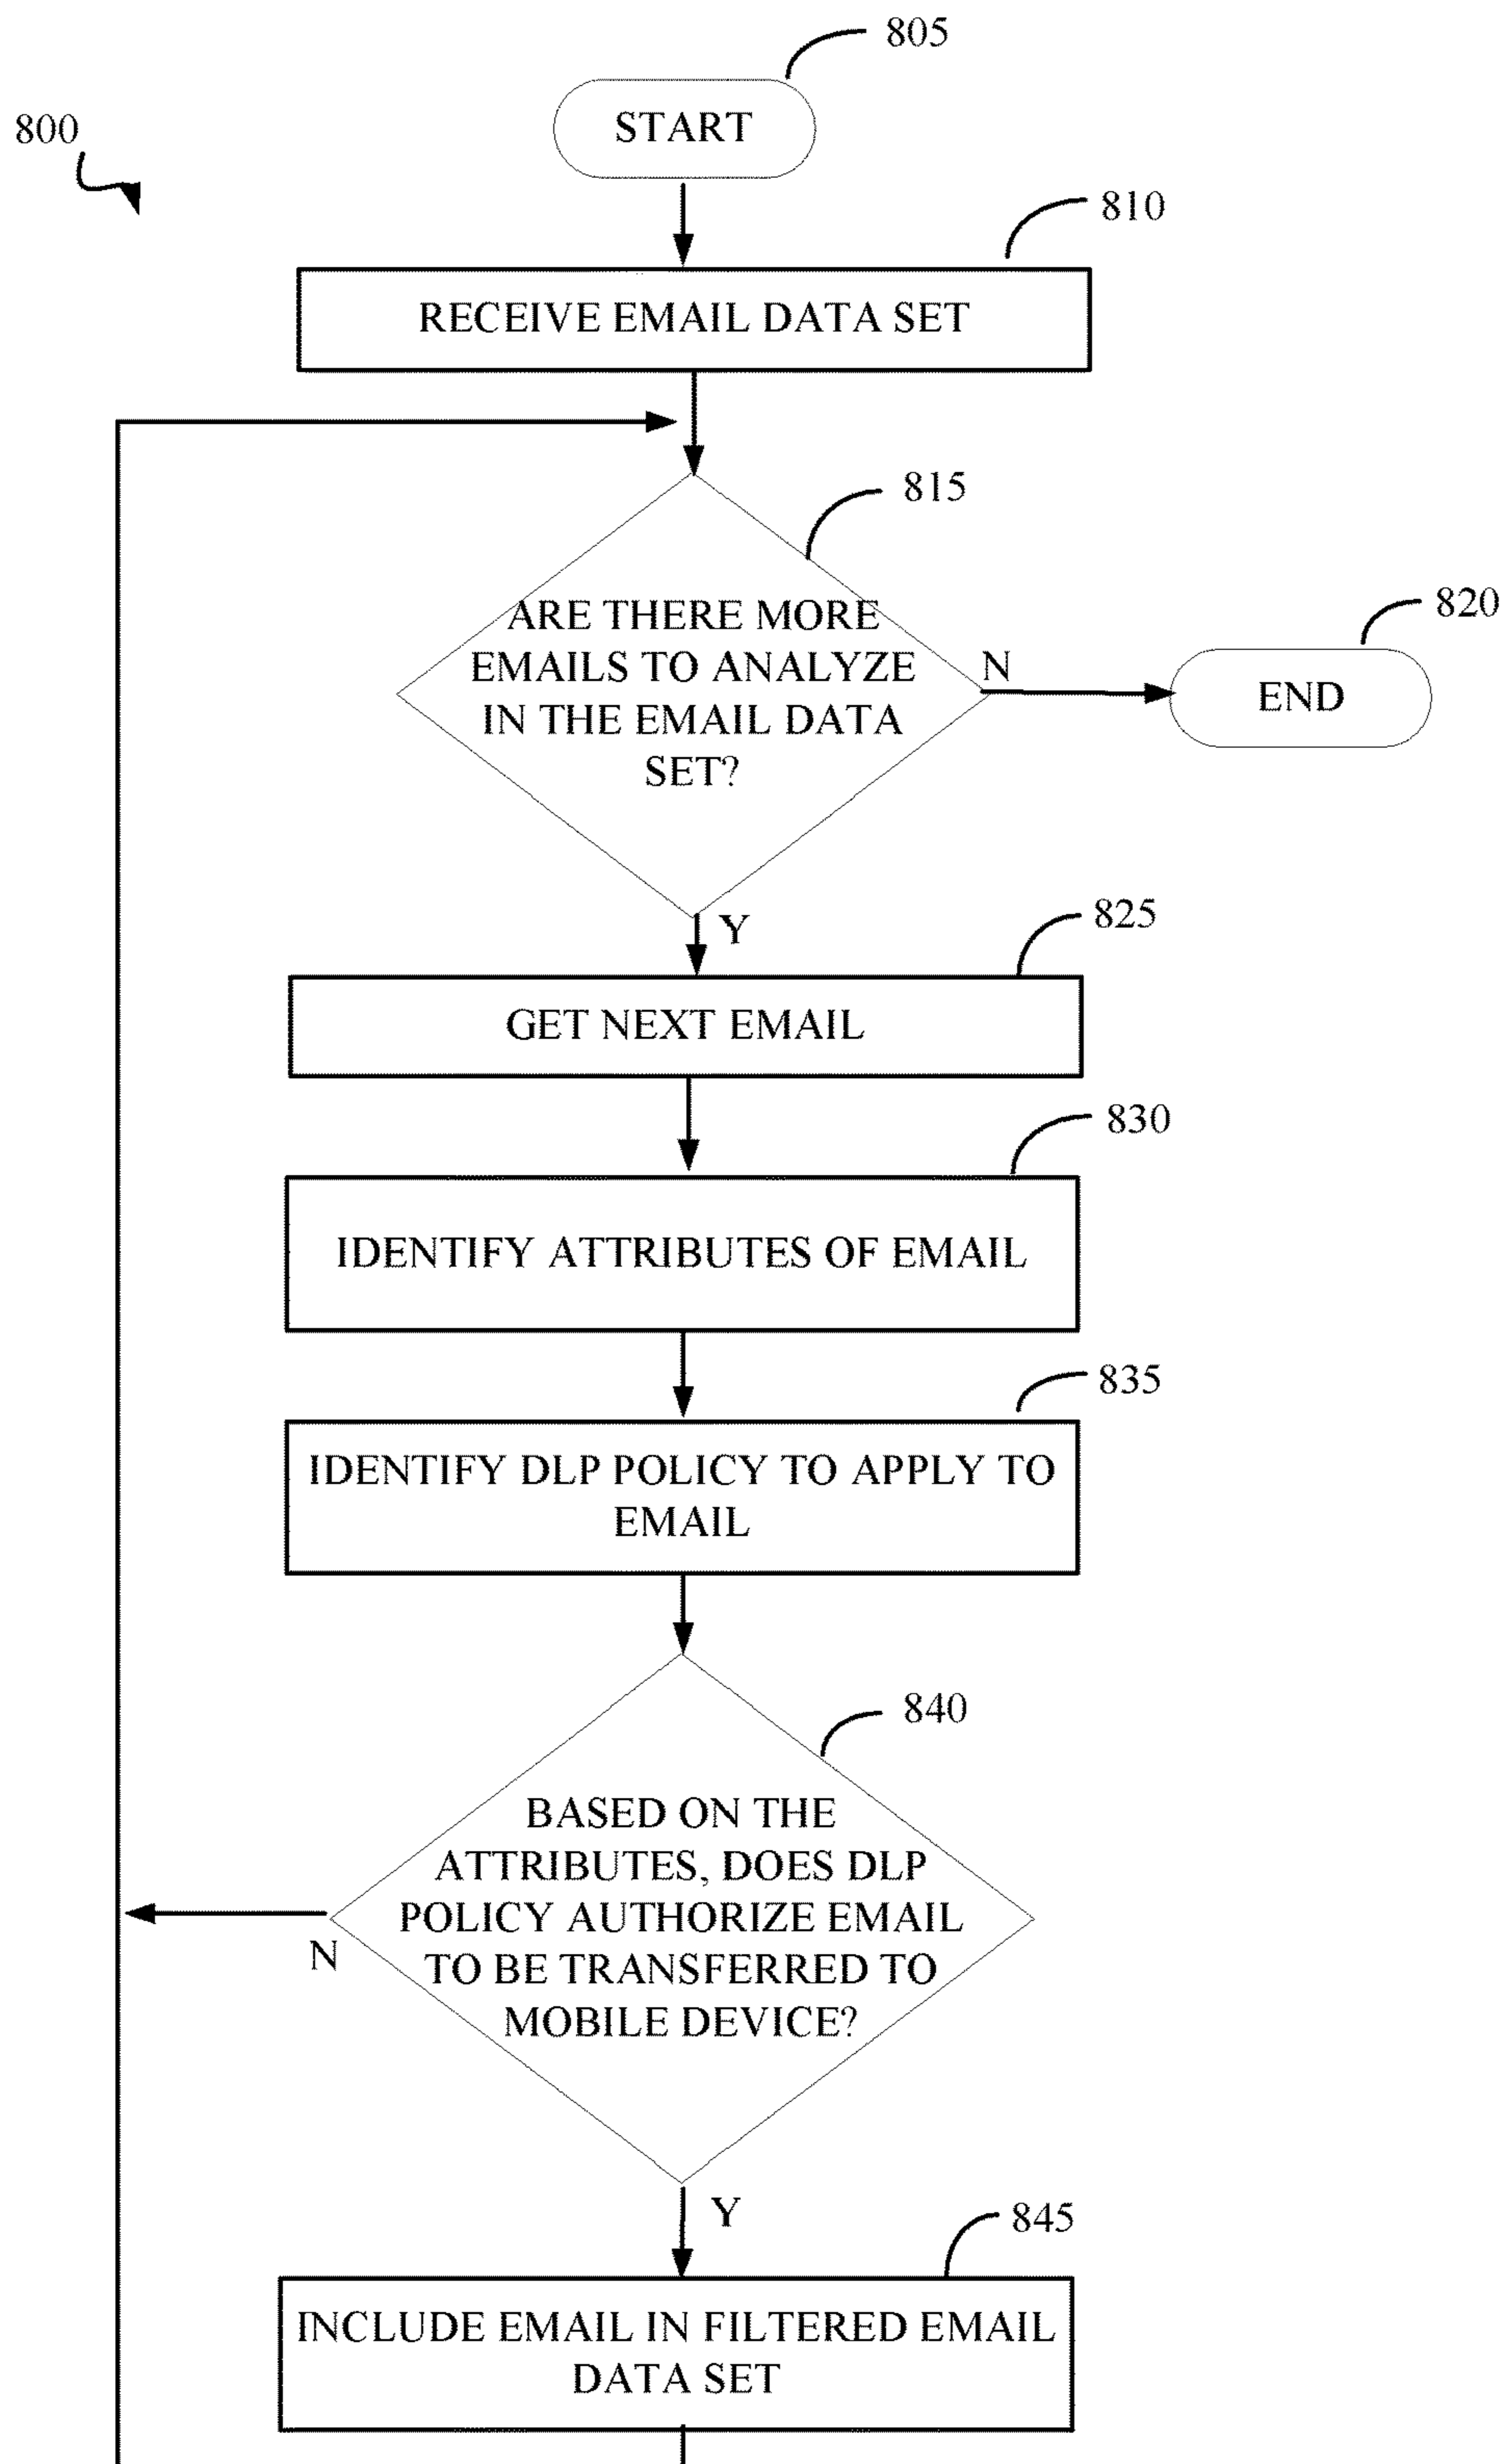 805
START
800
810
RECEIVE EMAIL DATA SET
815
ARE THERE MORE
EMAILS TO ANALYZE
IN THE EMAIL DATA
SET?
N
820
END
Y
825
GET NEXT EMAIL
830
IDENTIFY ATTRIBUTES OF EMAIL
835
IDENTIFY DLP POLICY TO APPLY TO
EMAIL
840
BASED ON THE
ATTRIBUTES, DOES DLP
POLICY AUTHORIZE EMAIL
TO BE TRANSFERRED TO
MOBILE DEVICE?
N
Y
845
INCLUDE EMAIL IN FILTERED EMAIL
DATA SET